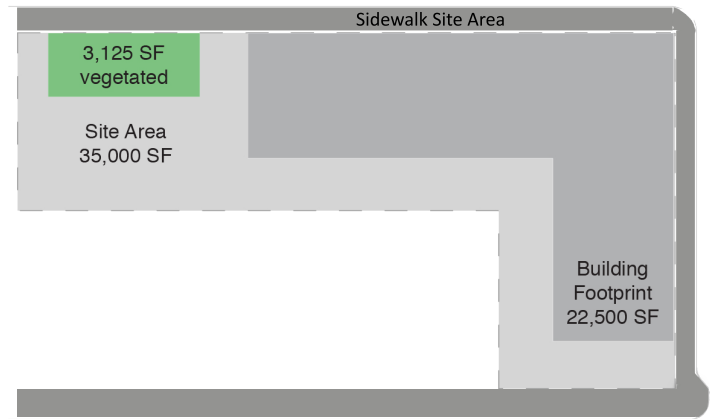 Sidewalk Site Area
3,125 SF
vegetated
Site Area
35,000 SF
Building
Footprint
22,500 SF